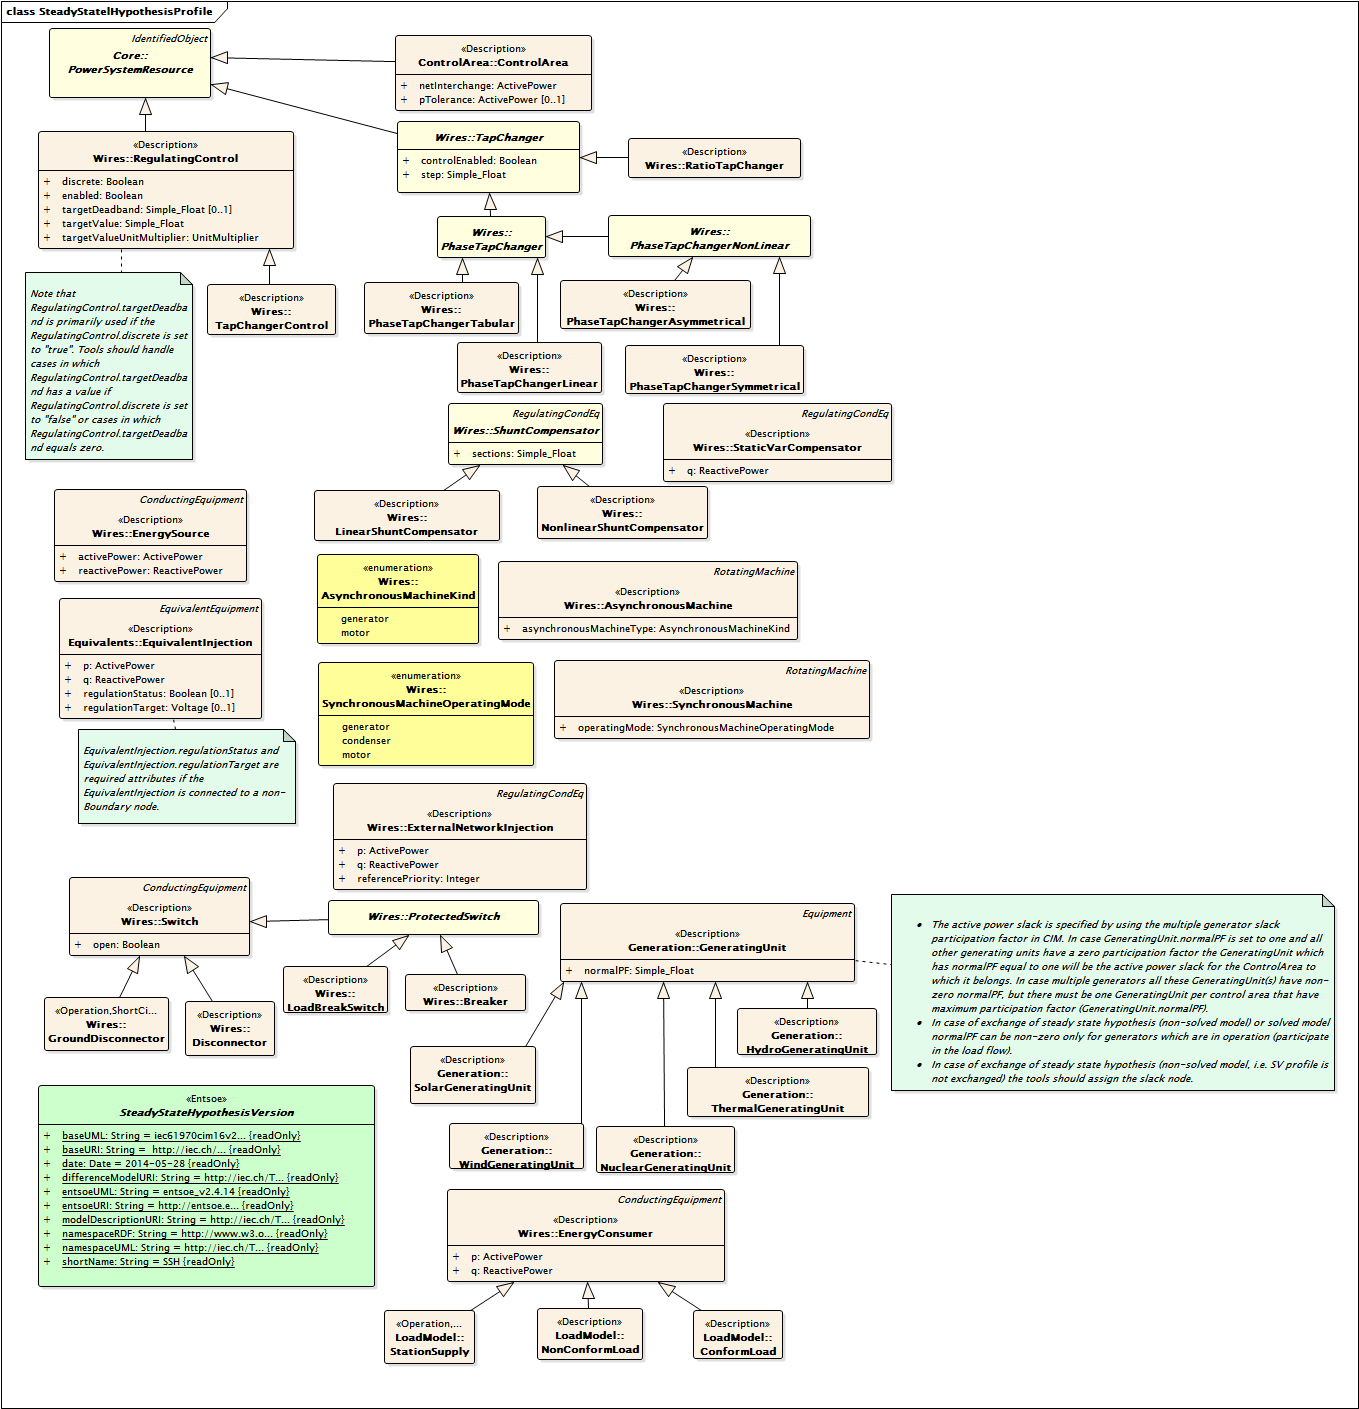 class SteadyStatelHypothesisProfile
IdentifiedObject
Core::
PowerSystemResource
«Description»
ControlArea::ControlArea
+ netInterchange: ActivePower
+ pTolerance: ActivePower [0..1]
«Description»
Wires::RegulatingControl
+ discrete: Boolean
+ enabled: Boolean
+ targetDeadband: Simple_Float [0..1]
+ targetValue: Simple_Float
+ targetValueUnitMultiplier: UnitMultiplier
Wires::TapChanger
+ controlEnabled: Boolean
+ step: Simple_Float
«Description»
Wires::RatioTapChanger
Wires::
PhaseTapChanger
Wires::
PhaseTapChangerNonLinear
Note that
RegulatingControl.targetDeadba
nd is primarily used if the
RegulatingControl.discrete is set
to "true". Tools should handle
cases in which
RegulatingControl.targetDeadba
nd has a value if
RegulatingControl.discrete is set
to "false" or cases in which
RegulatingControl.targetDeadba
nd equals zero.
«Description»
Wires::
TapChangerControl
«Description»
Wires::
PhaseTapChangerTabular
«Description»
Wires::
PhaseTapChangerAsymmetrical
«Description»
Wires::
PhaseTapChangerLinear
«Description»
Wires::
PhaseTapChangerSymmetrical
RegulatingCondEq
Wires::ShuntCompensator
+ sections: Simple_Float
RegulatingCondEq
«Description»
Wires::StaticVarCompensator
+ q: ReactivePower
«Description»
Wires::
LinearShuntCompensator
«Description»
Wires::
NonlinearShuntCompensator
ConductingEquipment
«Description»
Wires::EnergySource
+ activePower: ActivePower
+ reactivePower: ReactivePower
«enumeration»
Wires::
AsynchronousMachineKind
generator
motor
RotatingMachine
«Description»
Wires::AsynchronousMachine
+ asynchronousMachineType: AsynchronousMachineKind
EquivalentEquipment
«Description»
Equivalents::EquivalentInjection
+ p: ActivePower
+ q: ReactivePower
+ regulationStatus: Boolean [0..1]
+ regulationTarget: Voltage [0..1]
«enumeration»
Wires::
SynchronousMachineOperatingMode
generator
condenser
motor
RotatingMachine
«Description»
Wires::SynchronousMachine
+ operatingMode: SynchronousMachineOperatingMode
EquivalentInjection.regulationStatus and
EquivalentInjection.regulationTarget are
required attributes if the
EquivalentInjection is connected to a non-
Boundary node.
RegulatingCondEq
«Description»
Wires::ExternalNetworkInjection
+ p: ActivePower
+ q: ReactivePower
+ referencePriority: Integer
ConductingEquipment
«Description»
Wires::Switch
+ open: Boolean
Wires::ProtectedSwitch
Equipment
«Description»
Generation::GeneratingUnit
+ normalPF: Simple_Float
• The active power slack is specified by using the multiple generator slack
participation factor in CIM. In case GeneratingUnit.normalPF is set to one and all
other generating units have a zero participation factor the GeneratingUnit which
has normalPF equal to one will be the active power slack for the ControlArea to
which it belongs. In case multiple generators all these GeneratingUnit(s) have non-
zero normalPF, but there must be one GeneratingUnit per control area that have
maximum participation factor (GeneratingUnit.normalPF).
• In case of exchange of steady state hypothesis (non-solved model) or solved model
normalPF can be non-zero only for generators which are in operation (participate
in the load flow).
• In case of exchange of steady state hypothesis (non-solved model, i.e. SV profile is
not exchanged) the tools should assign the slack node.
«Operation,ShortCi...
Wires::
GroundDisconnector
«Description»
Wires::
Disconnector
«Description»
Wires::
LoadBreakSwitch
«Description»
Wires::Breaker
«Description»
Generation::
HydroGeneratingUnit
«Description»
Generation::
SolarGeneratingUnit
«Description»
Generation::
ThermalGeneratingUnit
«Description»
Generation::
WindGeneratingUnit
«Description»
Generation::
NuclearGeneratingUnit
«Entsoe»
SteadyStateHypothesisVersion
+ baseUML: String = iec61970cim16v2... {readOnly}
+ baseURI: String = http://iec.ch/... {readOnly}
+ date: Date = 2014-05-28 {readOnly}
+ differenceModelURI: String = http://iec.ch/T... {readOnly}
+ entsoeUML: String = entsoe_v2.4.14 {readOnly}
+ entsoeURI: String = http://entsoe.e... {readOnly}
+ modelDescriptionURI: String = http://iec.ch/T... {readOnly}
+ namespaceRDF: String = http://www.w3.o... {readOnly}
+ namespaceUML: String = http://iec.ch/T... {readOnly}
+ shortName: String = SSH {readOnly}
ConductingEquipment
«Description»
Wires::EnergyConsumer
+ p: ActivePower
+ q: ReactivePower
«Operation,...
LoadModel::
StationSupply
«Description»
LoadModel::
NonConformLoad
«Description»
LoadModel::
ConformLoad